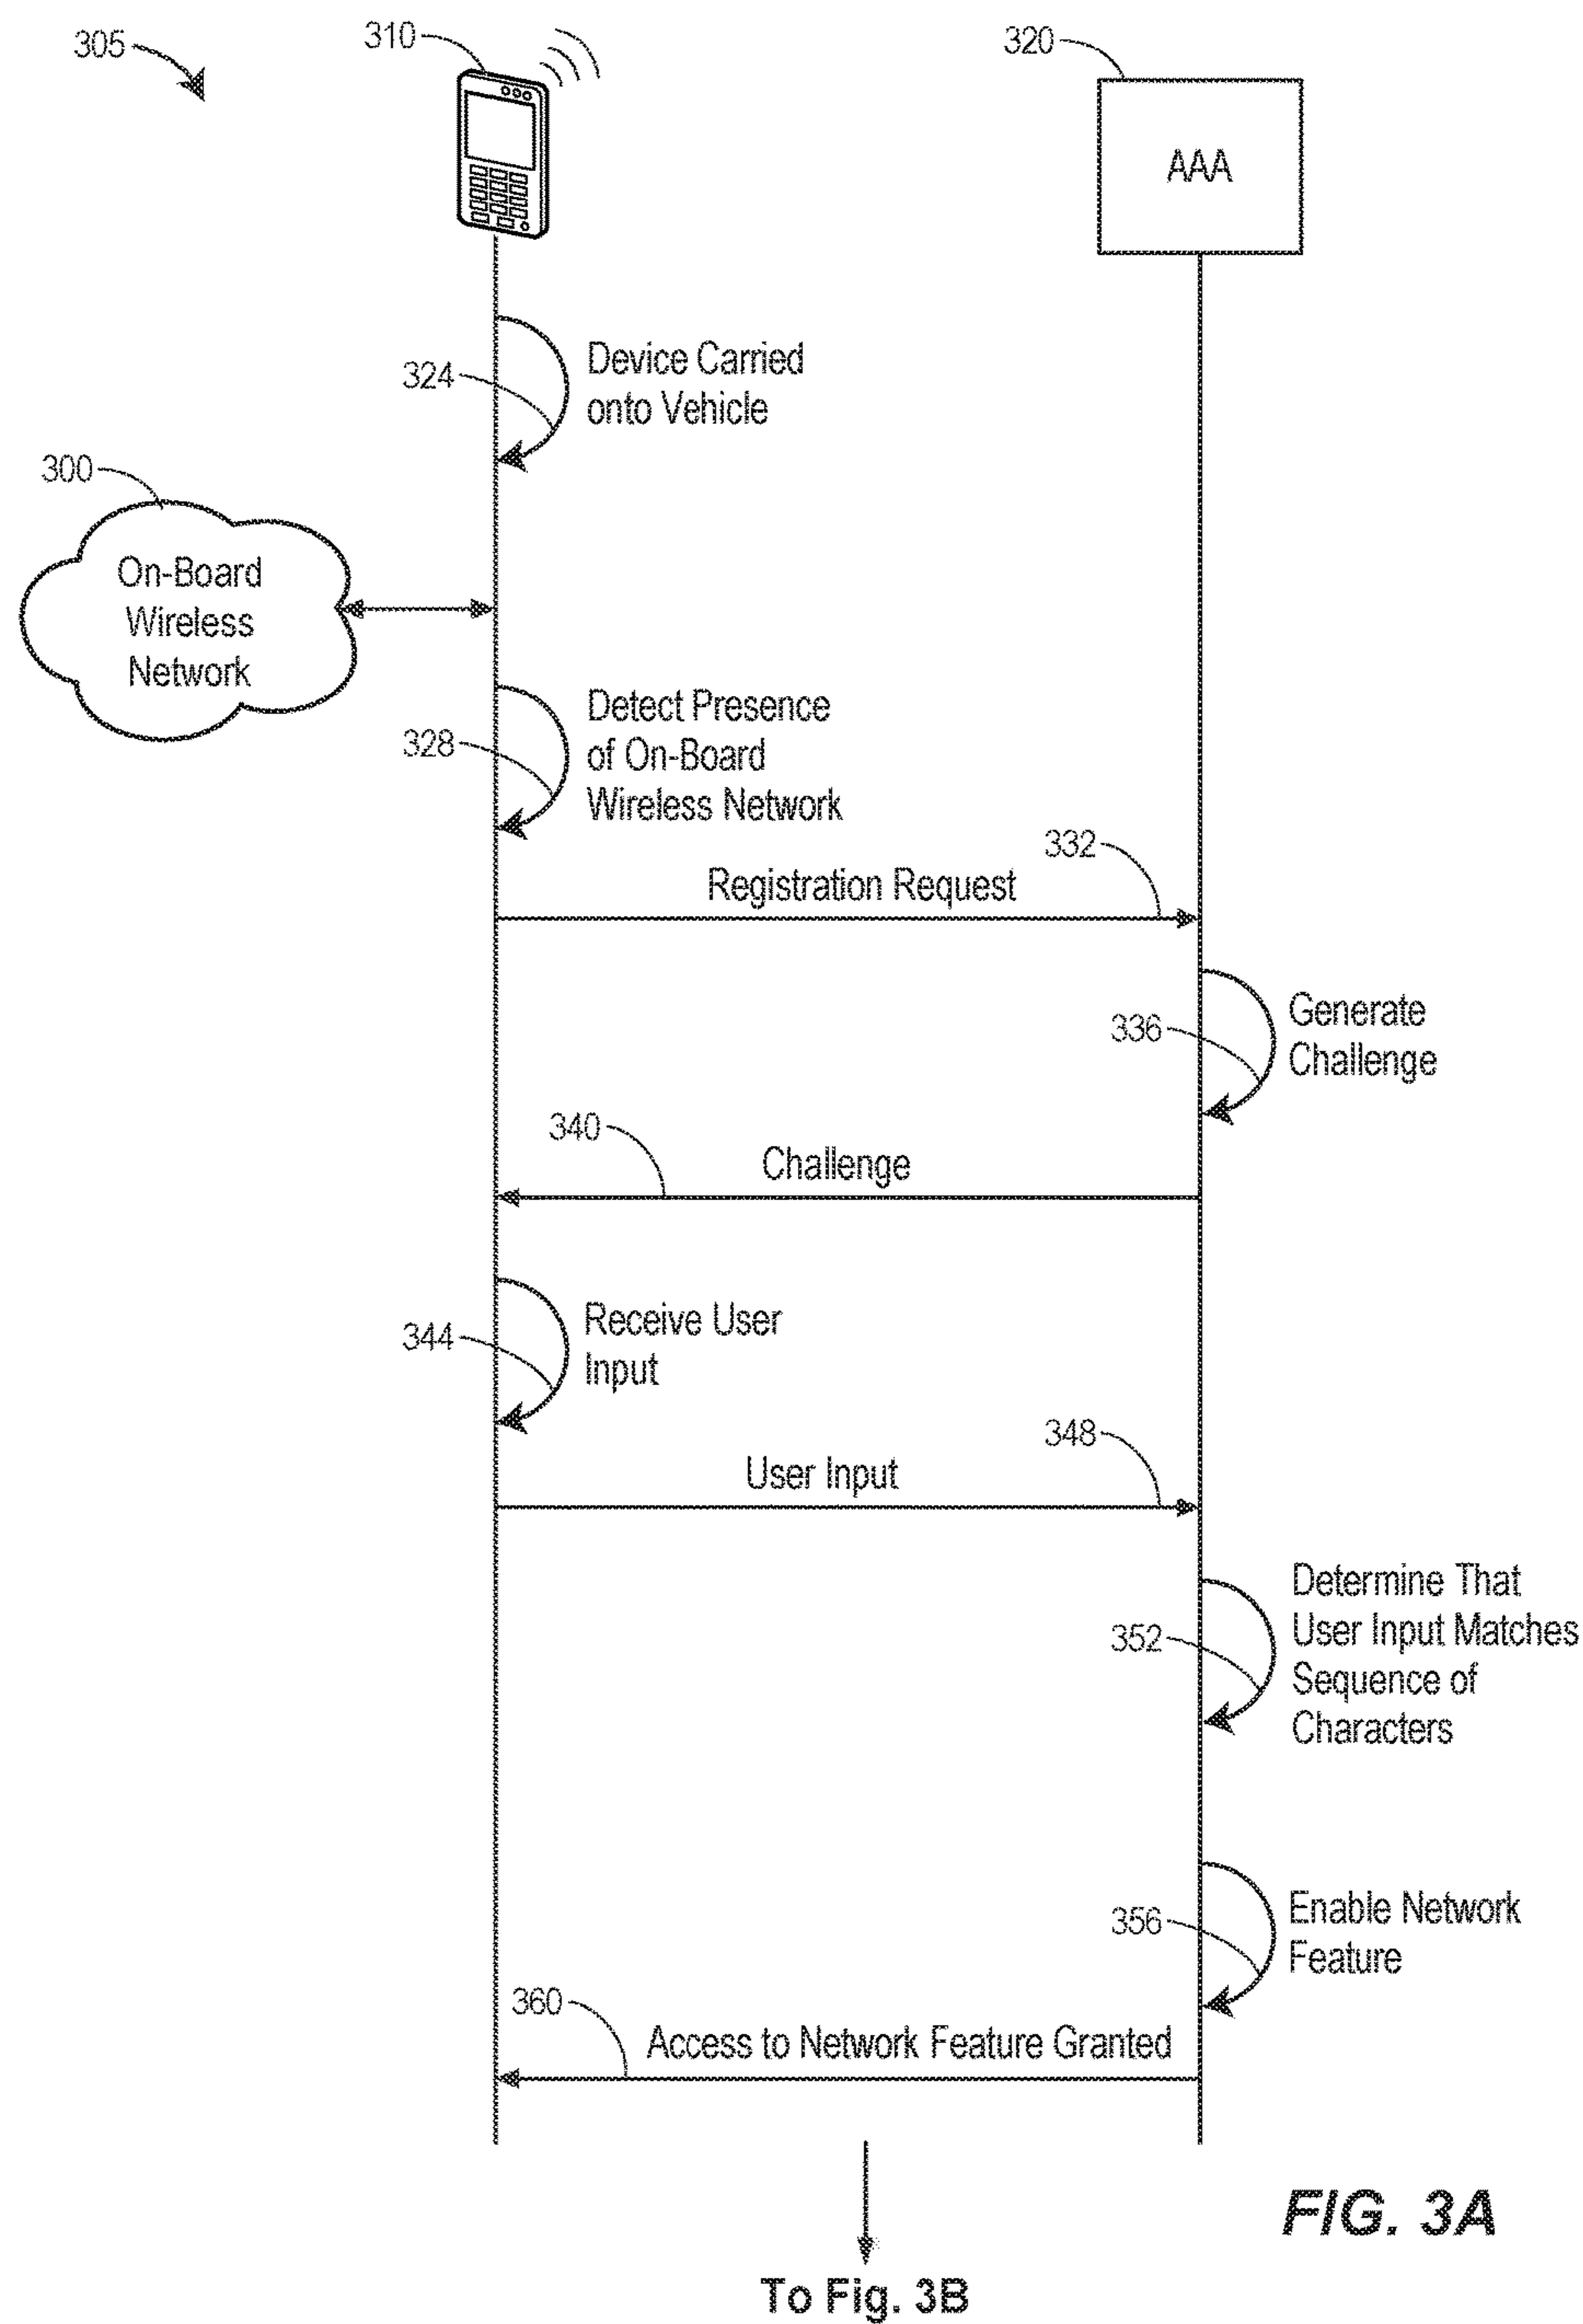 305
310
320
AAA
324
Device Carried
onto Vehicle
300
On-Board
Wireless
Network
328
Detect Presence
of On-Board
Wireless Network
332
Registration Request
336
Generate
Challenge
340
Challenge
344
Receive User
Input
348
User Input
352
Determine That
User Input Matches
Sequence of
Characters
356
Enable Network
Feature
360
Access to Network Feature Granted
FIG. 3A
To Fig. 3B